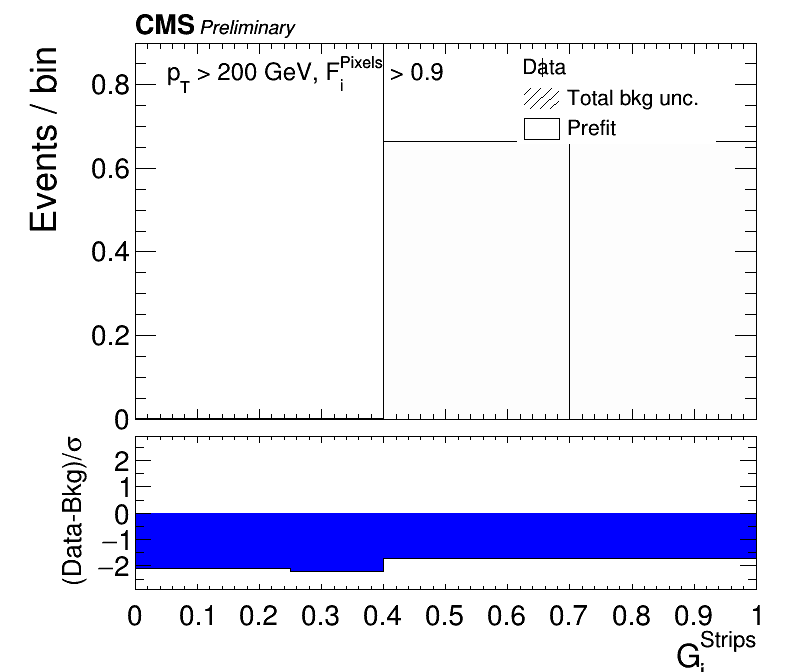 CMS Preliminary
p_T > 200 GeV, F_i^Pixels > 0.9
Data
Total bkg unc.
Prefit
Events / bin
0.8
0.6
0.4
0.2
0
(Data-Bkg)/σ
2
1
0
−1
−2
0 0.1 0.2 0.3 0.4 0.5 0.6 0.7 0.8 0.9 1
G_i^Strips